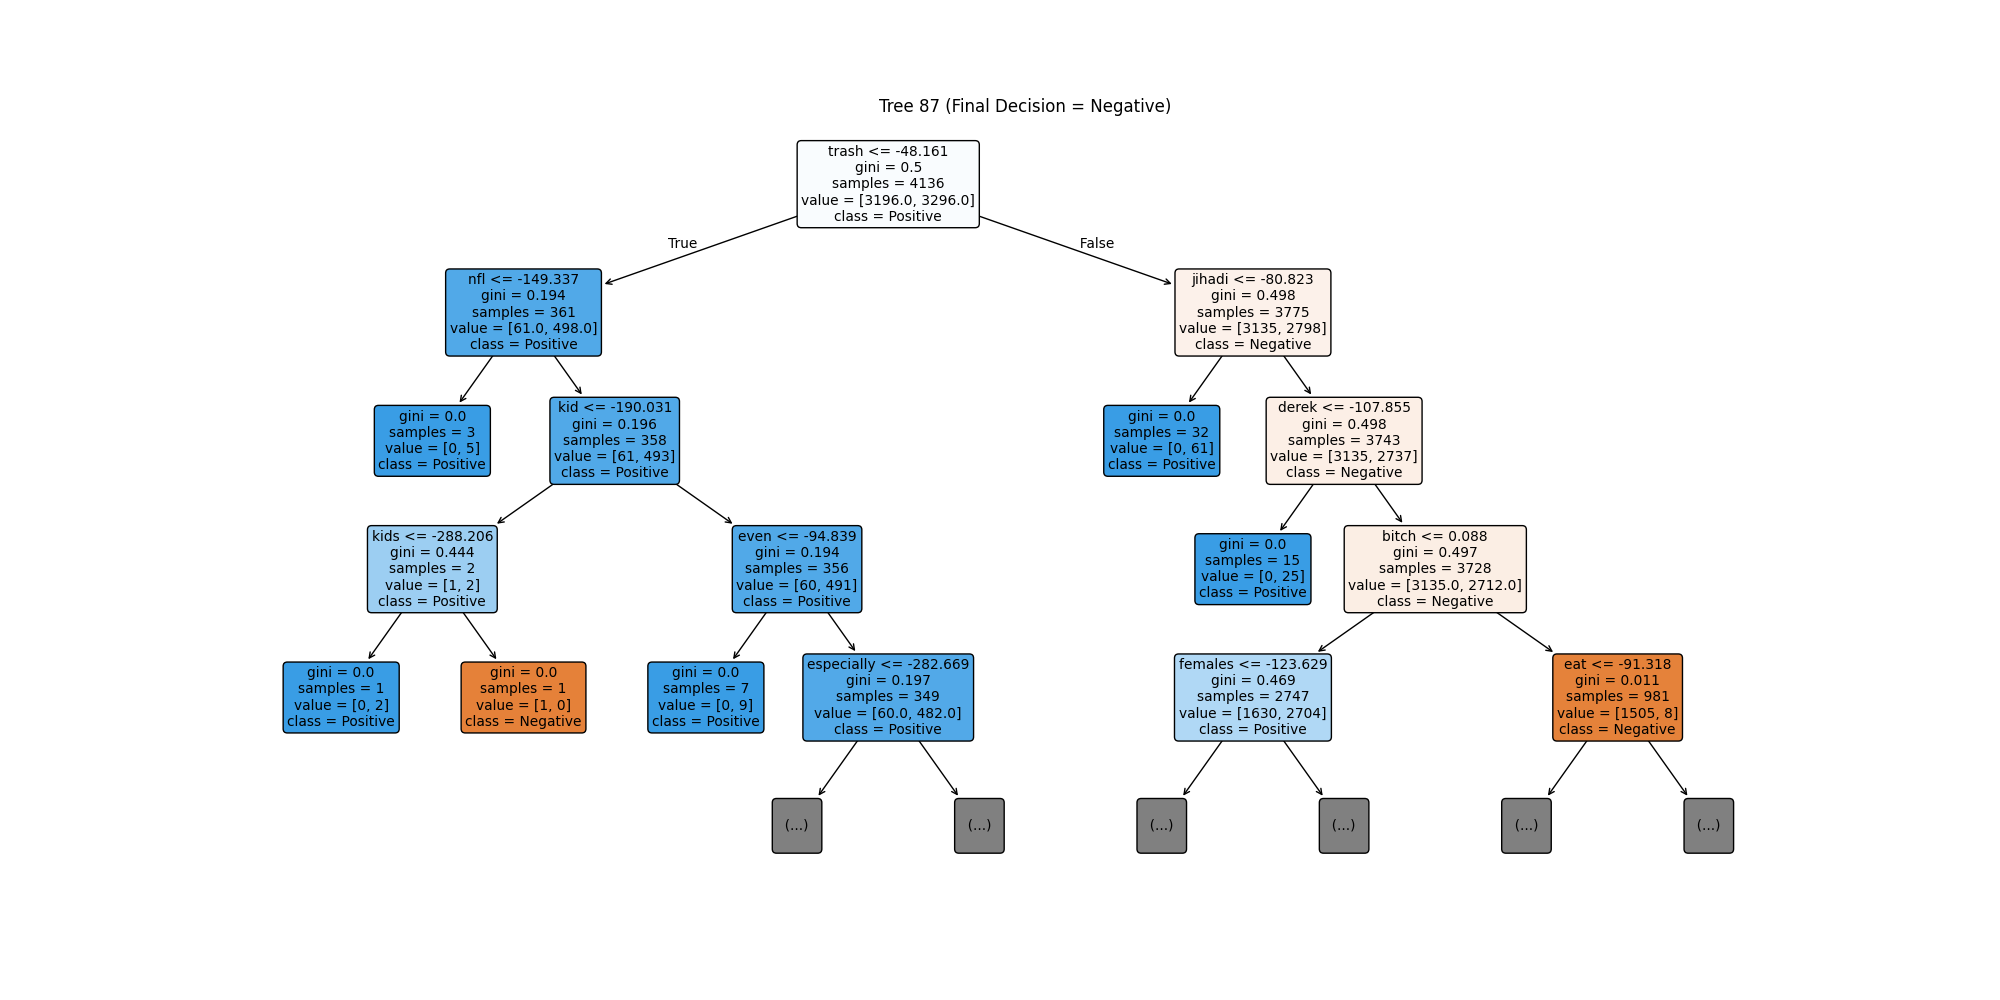 Tree 87 (Final Decision = Negative)
trash <= -48.161
gini = 0.5
samples = 4136
value = [3196.0, 3296.0]
class = Positive
True
False
nfl <= -149.337
gini = 0.194
samples = 361
value = [61.0, 498.0]
class = Positive
jihadi <= -80.823
gini = 0.498
samples = 3775
value = [3135, 2798]
class = Negative
gini = 0.0
samples = 3
value = [0, 5]
class = Positive
kid <= -190.031
gini = 0.196
samples = 358
value = [61, 493]
class = Positive
gini = 0.0
samples = 32
value = [0, 61]
class = Positive
derek <= -107.855
gini = 0.498
samples = 3743
value = [3135, 2737]
class = Negative
kids <= -288.206
gini = 0.444
samples = 2
value = [1, 2]
class = Positive
even <= -94.839
gini = 0.194
samples = 356
value = [60, 491]
class = Positive
gini = 0.0
samples = 15
value = [0, 25]
class = Positive
bitch <= 0.088
gini = 0.497
samples = 3728
value = [3135.0, 2712.0]
class = Negative
gini = 0.0
samples = 1
value = [0, 2]
class = Positive
gini = 0.0
samples = 1
value = [1, 0]
class = Negative
gini = 0.0
samples = 7
value = [0, 9]
class = Positive
especially <= -282.669
gini = 0.197
samples = 349
value = [60.0, 482.0]
class = Positive
females <= -123.629
gini = 0.469
samples = 2747
value = [1630, 2704]
class = Positive
eat <= -91.318
gini = 0.011
samples = 981
value = [1505, 8]
class = Negative
(...)
(...)
(...)
(...)
(...)
(...)